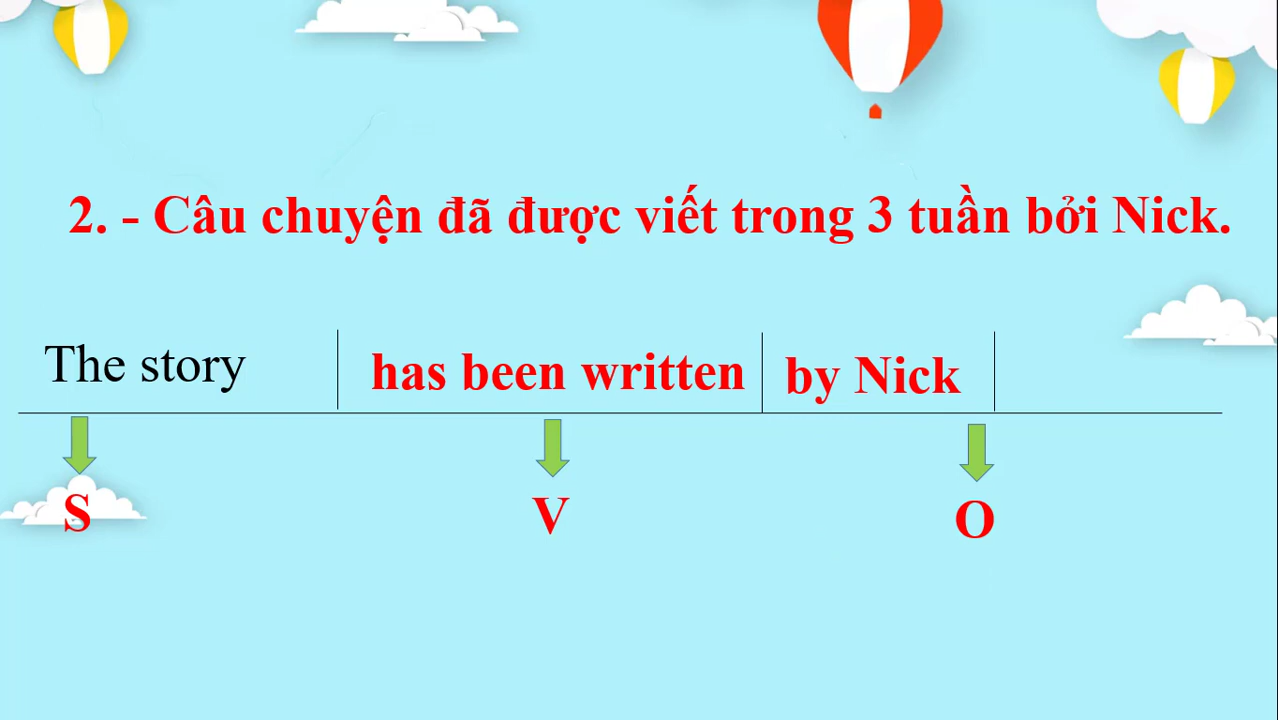 2. - Câu chuyện đã được viết trong 3 tuần bởi Nick.
The story has been written by Nick
S V O